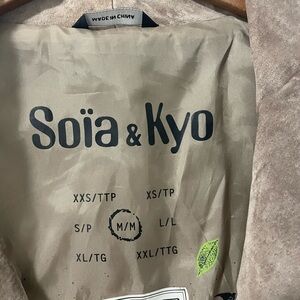 MADE IN CHINA
Soïa & Kyo
XXS/TTP XS/TP
S/P M/M L/L
XL/TG XXL/TTG